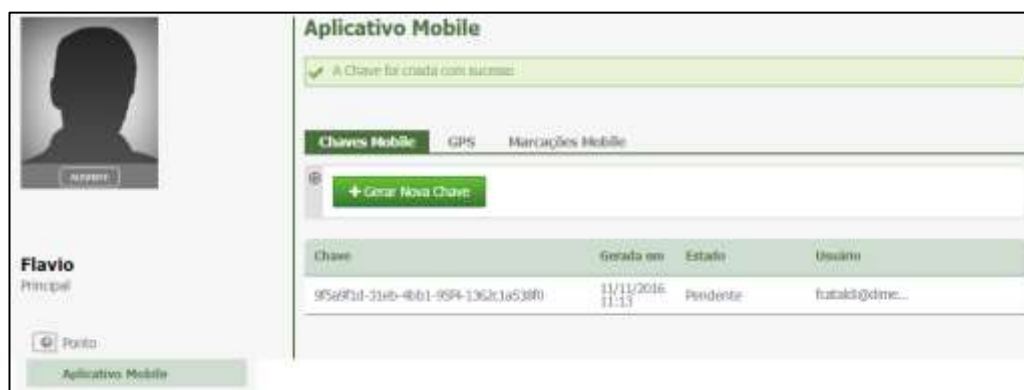 Aplicativo Mobile
A Chave foi criada com sucesso
Chaves Mobile GPS Marcações Mobile
+ Gerar Nova Chave
Chave Gerada em Estado Usuário
11/11/2016
11:13
Pendente
Flavio
Principal
Ponto
Aplicativo Mobile